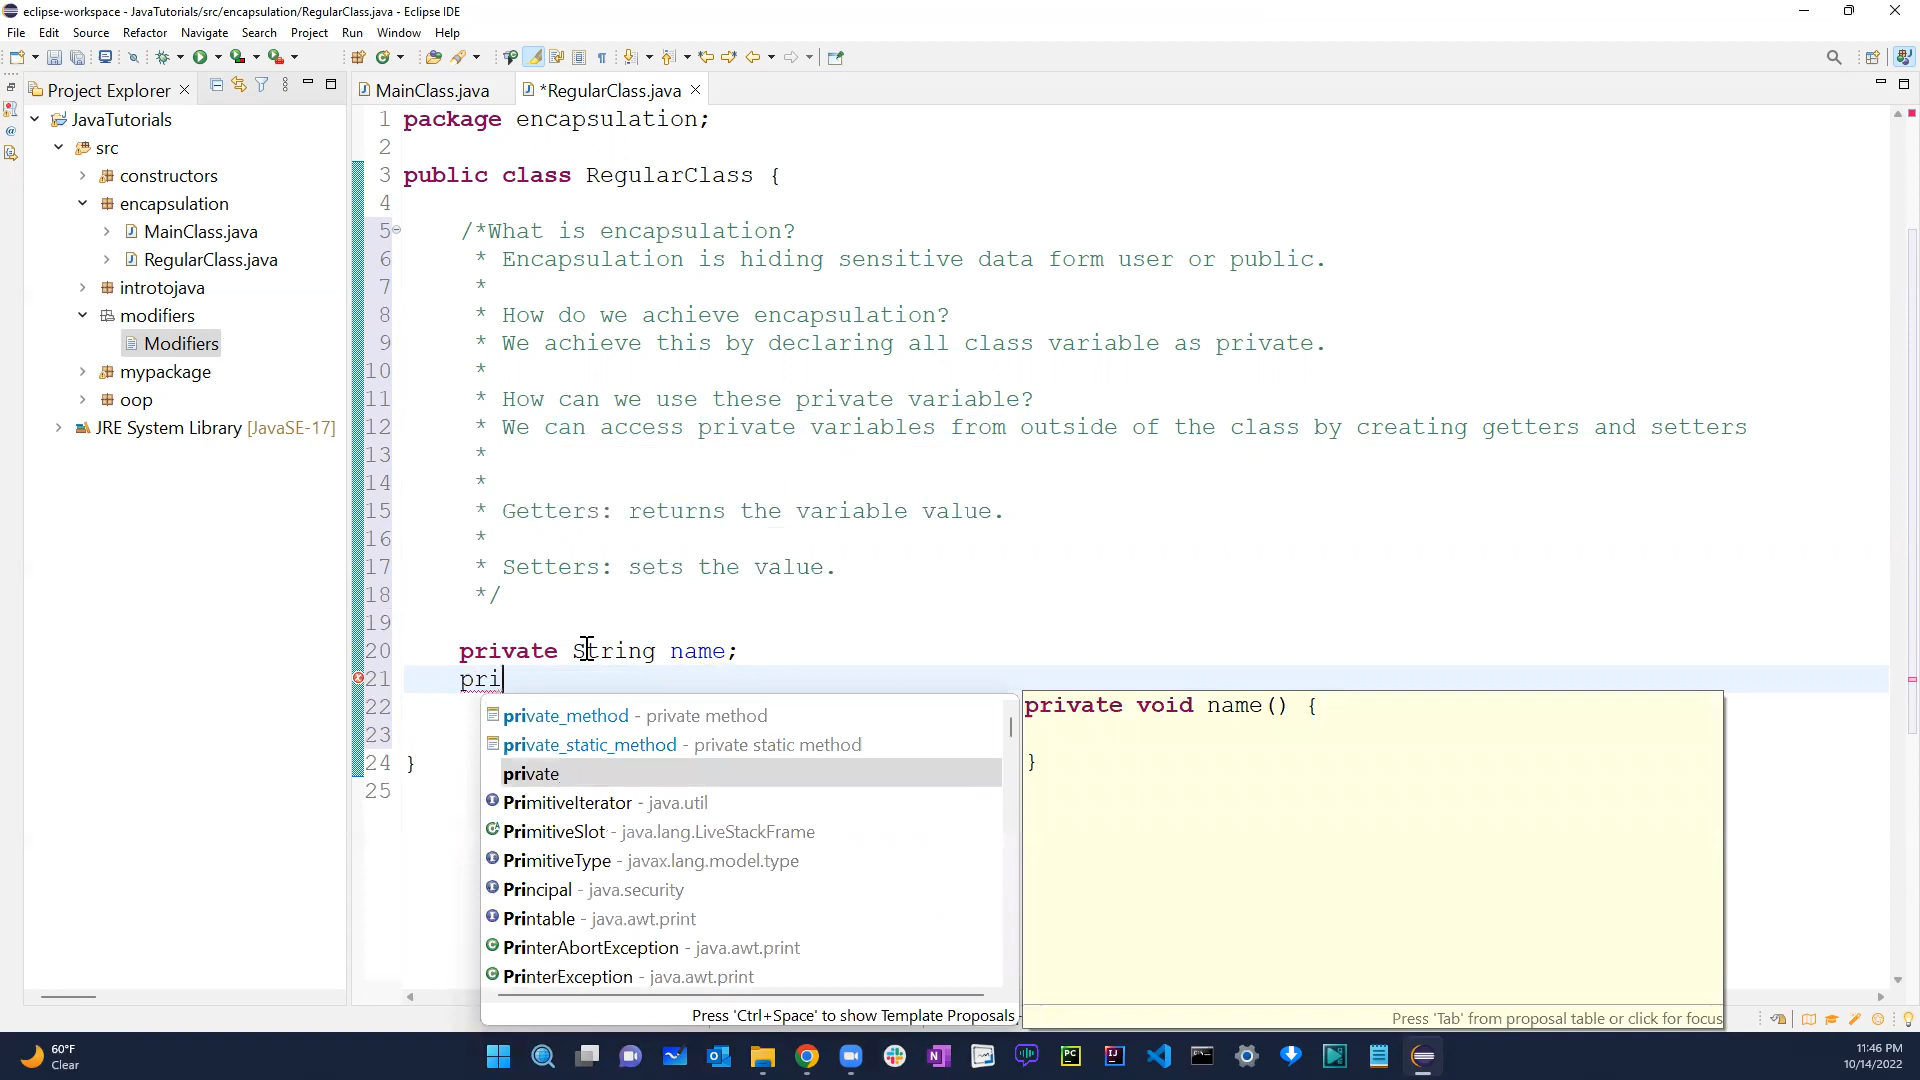 eclipse-workspace - JavaTutorials/src/encapsulation/RegularClass.java - Eclipse IDE
File Edit Source Refactor Navigate Search Project Run Window Help
Project Explorer
MainClass.java
*RegularClass.java
JavaTutorials
src
constructors
encapsulation
MainClass.java
RegularClass.java
introtojava
modifiers
Modifiers
mypackage
oop
JRE System Library [JavaSE-17]
1 package encapsulation;
2
3 public class RegularClass {
4
5 /*What is encapsulation?
6 * Encapsulation is hiding sensitive data form user or public.
7 *
8 * How do we achieve encapsulation?
9 * We achieve this by declaring all class variable as private.
10 *
11 * How can we use these private variable?
12 * We can access private variables from outside of the class by creating getters and setters
13 *
14 *
15 * Getters: returns the variable value.
16 *
17 * Setters: sets the value.
18 */
19
20 private String name;
21 pri
22
23
24 }
25
private_method - private method
private_static_method - private static method
private
PrimitiveIterator - java.util
PrimitiveSlot - java.lang.LiveStackFrame
PrimitiveType - javax.lang.model.type
Principal - java.security
Printable - java.awt.print
PrinterAbortException - java.awt.print
PrinterException - java.awt.print
Press 'Ctrl+Space' to show Template Proposals
private void name() {
}
Press 'Tab' from proposal table or click for focus
60°F
Clear
11:46 PM
10/14/2022